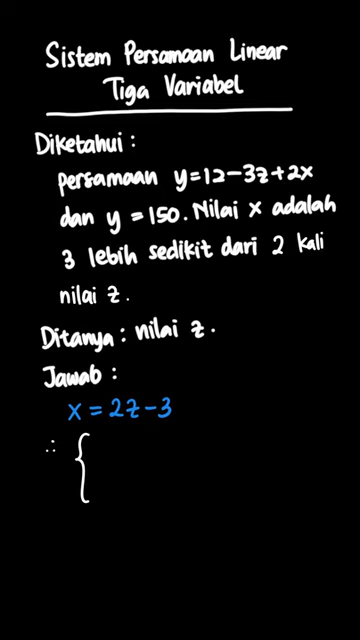 Sistem Persamaan Linear
Tiga Variabel
Diketahui :
persamaan y=12-3z+2x
dan y = 150. Nilai x adalah
3 lebih sedikit dari 2 kali
nilai z.
Ditanya : nilai z.
Jawab :
x = 2z-3
∴ {